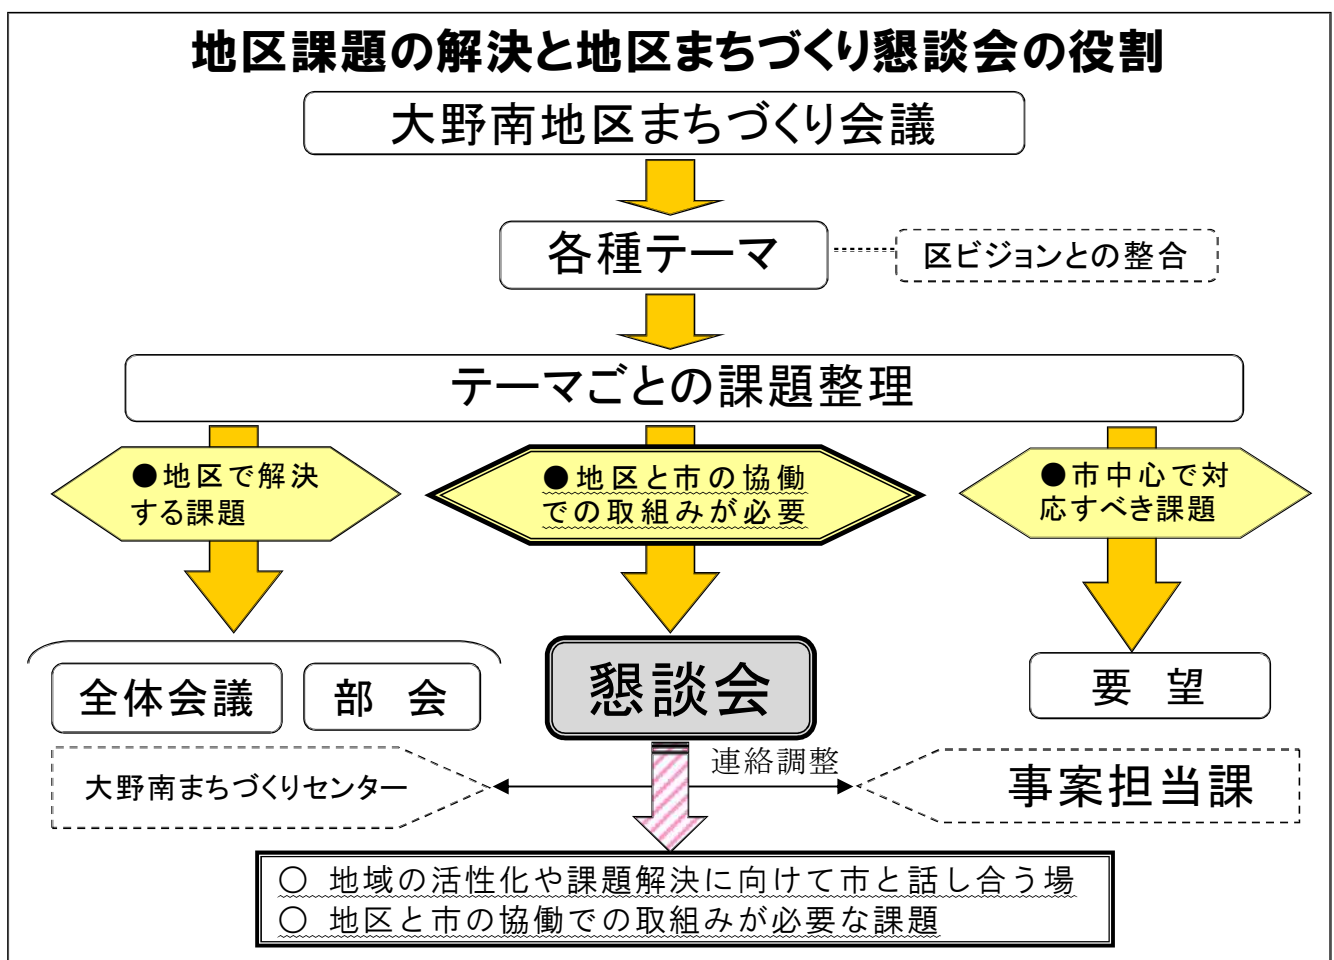 地区課題の解決と地区まちづくり懇談会の役割
大野南地区まちづくり会議
各種テーマ
区ビジョンとの整合
テーマごとの課題整理
●地区で解決
する課題
●地区と市の協働
での取組みが必要
●市中心で対
応すべき課題
全体会議
部 会
懇談会
要 望
連絡調整
大野南まちづくりセンター
事案担当課
○ 地域の活性化や課題解決に向けて市と話し合う場
○ 地区と市の協働での取組みが必要な課題